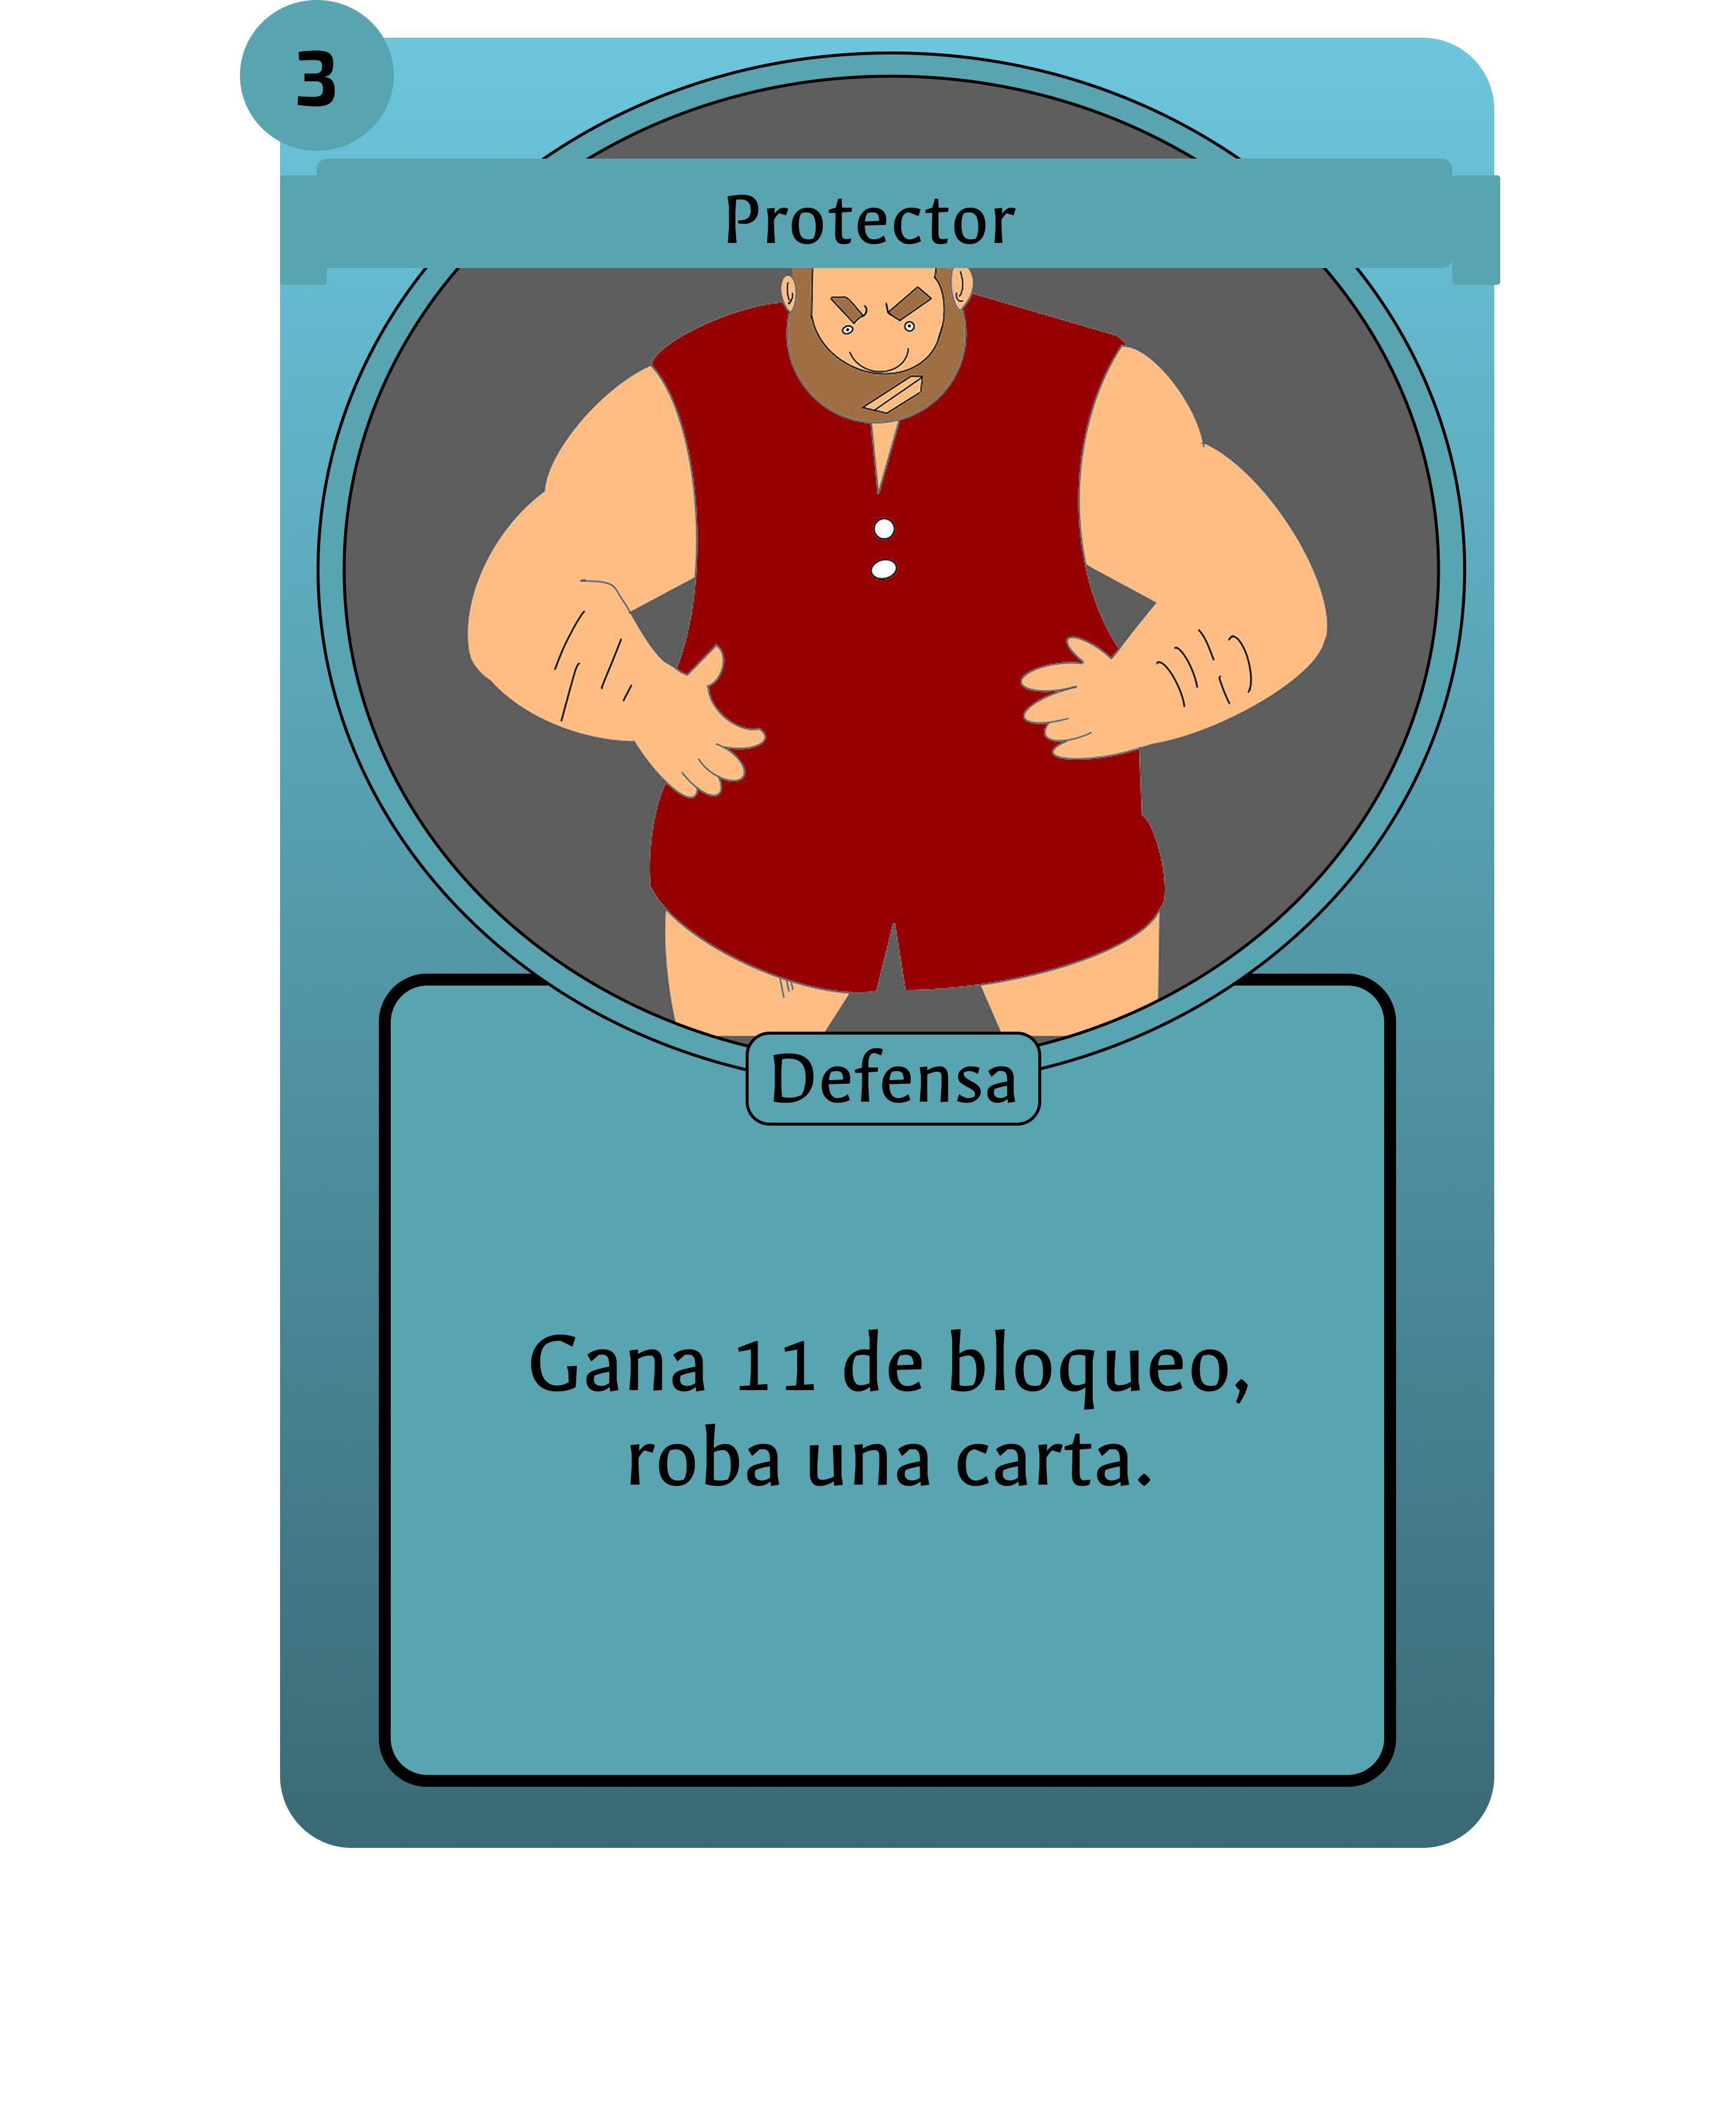 3
Protector
Defensa
Gana 11 de bloqueo,
roba una carta.